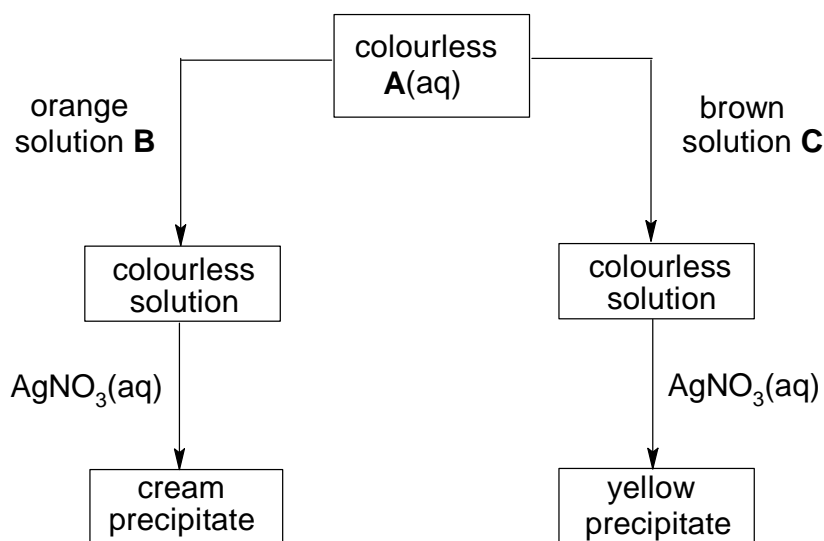 colourless
A(aq)
orange
solution B
brown
solution C
colourless
solution
colourless
solution
AgNO₃(aq)
AgNO₃(aq)
cream
precipitate
yellow
precipitate